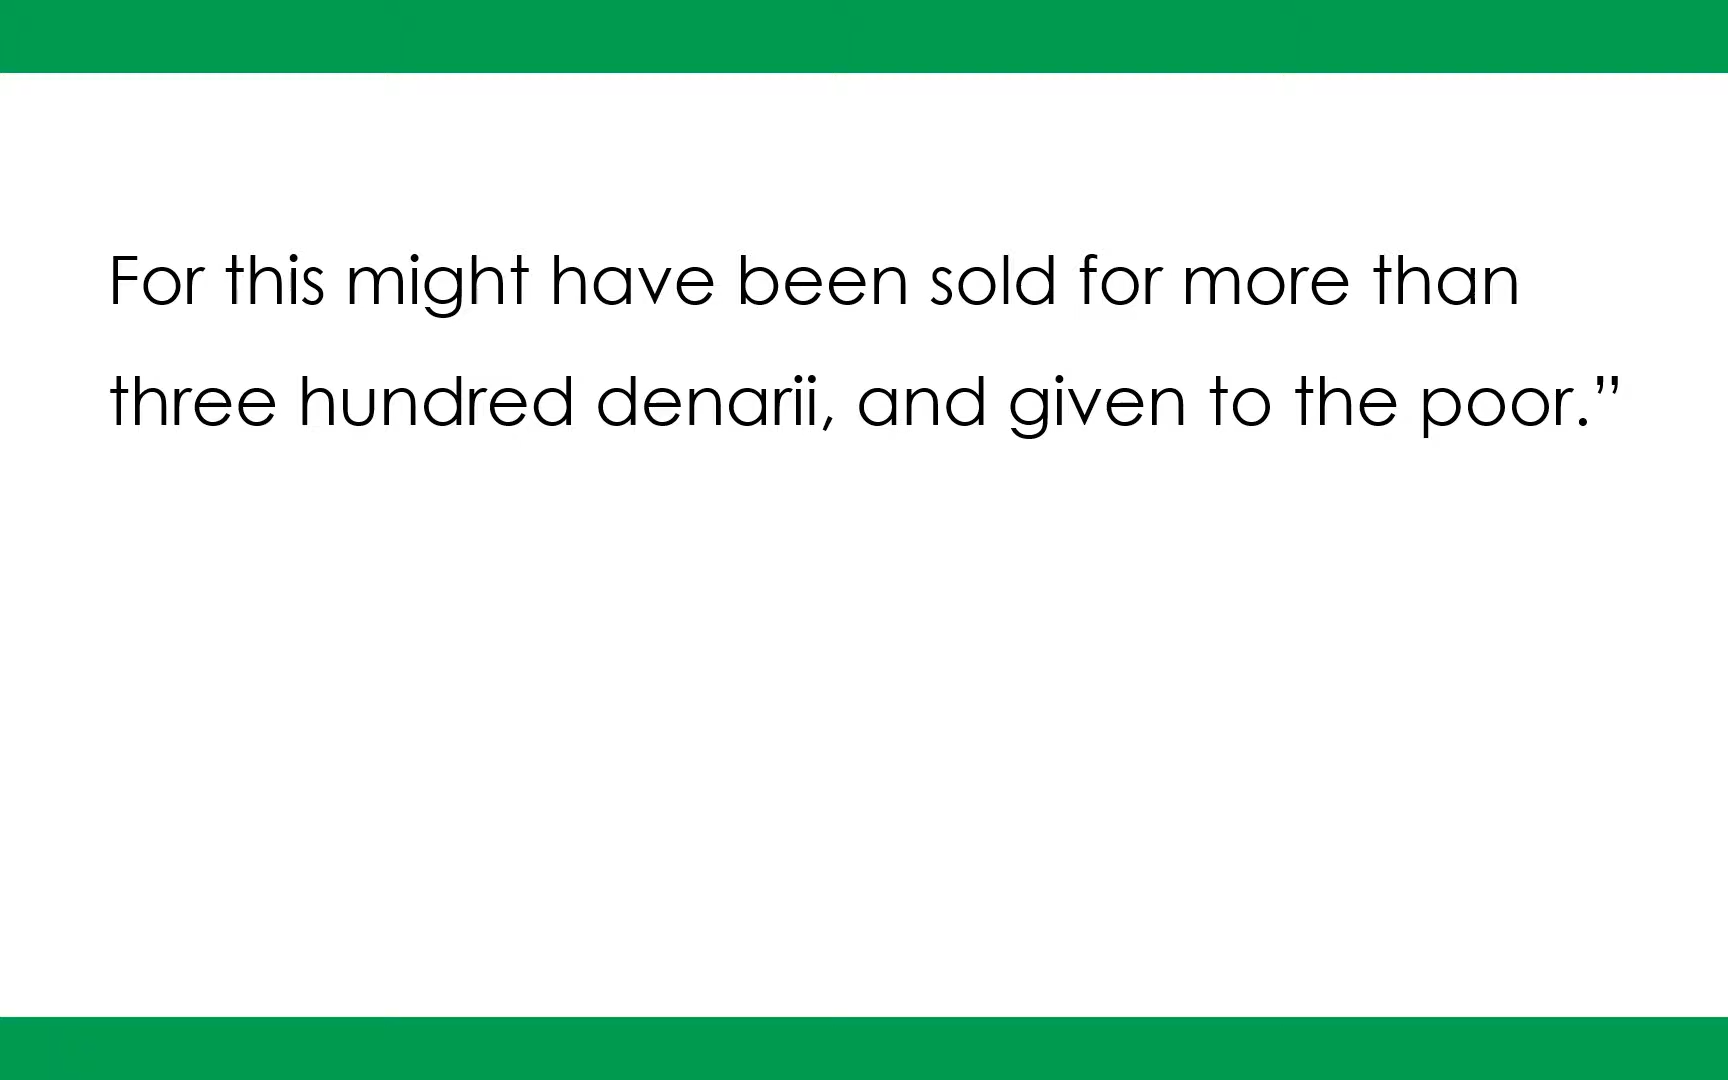 For this might have been sold for more than
three hundred denarii, and given to the poor.”